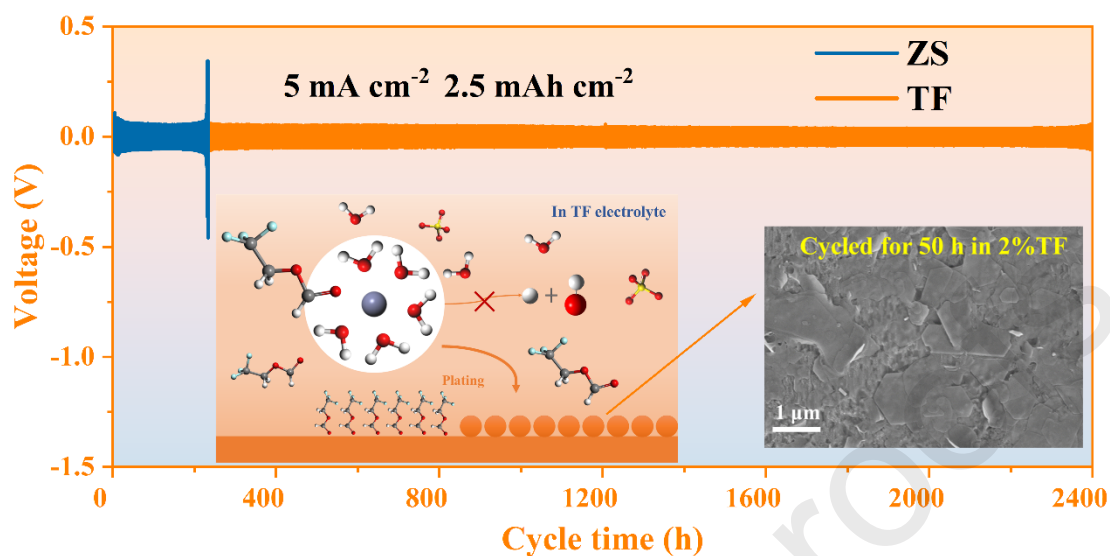 0.5
ZS
5 mA cm⁻² 2.5 mAh cm⁻²
TF
0.0
In TF electrolyte
Cycled for 50 h in 2%TF
-0.5
Voltage (V)
+
-1.0
Plating
1 μm
-1.5
0 400 800 1200 1600 2000 2400
Cycle time (h)